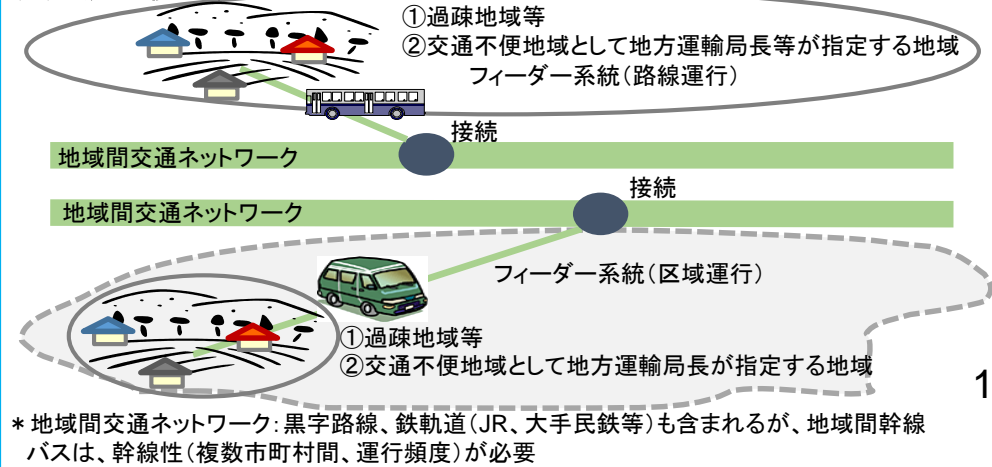 ①過疎地域等
②交通不便地域として地方運輸局長等が指定する地域
フィーダー系統(路線運行)
接続
地域間交通ネットワーク
接続
地域間交通ネットワーク
フィーダー系統(区域運行)
①過疎地域等
②交通不便地域として地方運輸局長が指定する地域
1
*地域間交通ネットワーク:黒字路線、鉄軌道(JR、大手民鉄等)も含まれるが、地域間幹線
バスは、幹線性(複数市町村間、運行頻度)が必要